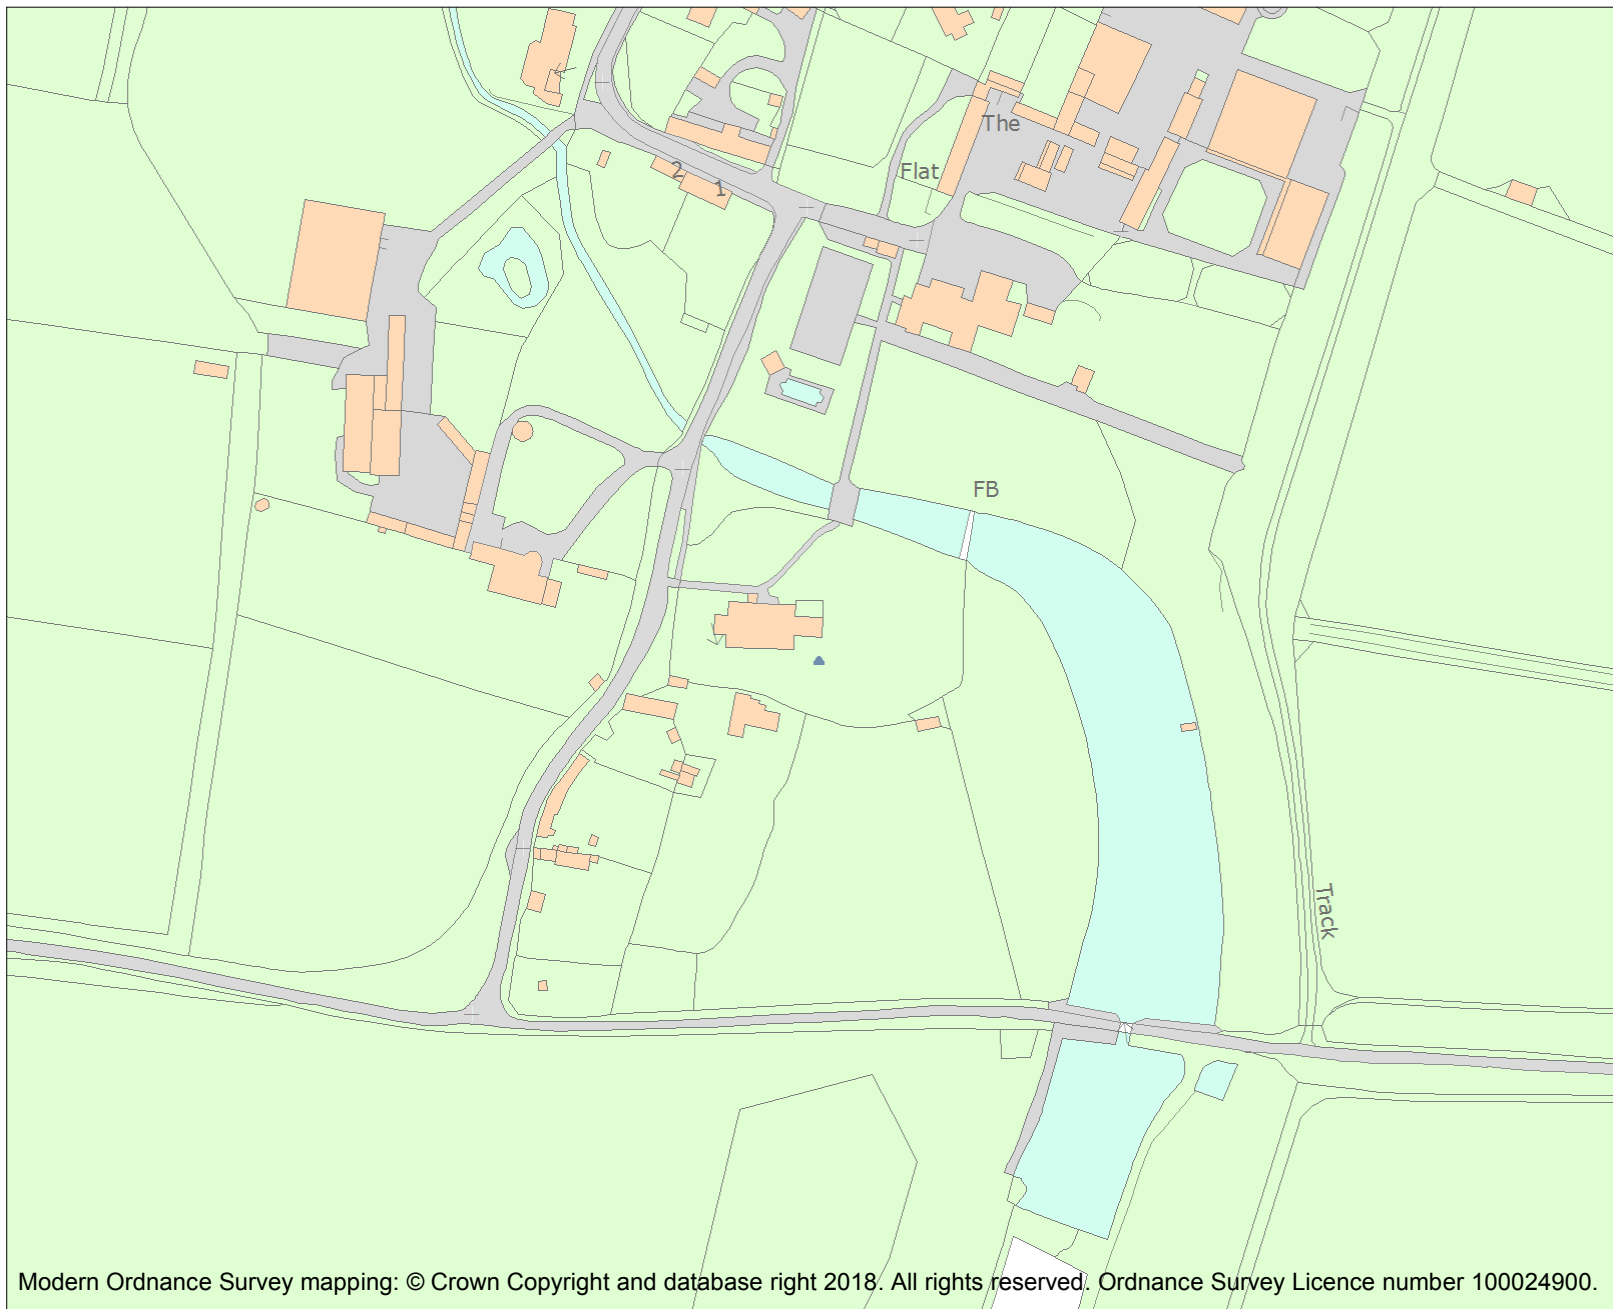 The
Flat
2
1
FB
Track
Modern Ordnance Survey mapping: © Crown Copyright and database right 2018. All rights reserved. Ordnance Survey Licence number 100024900.